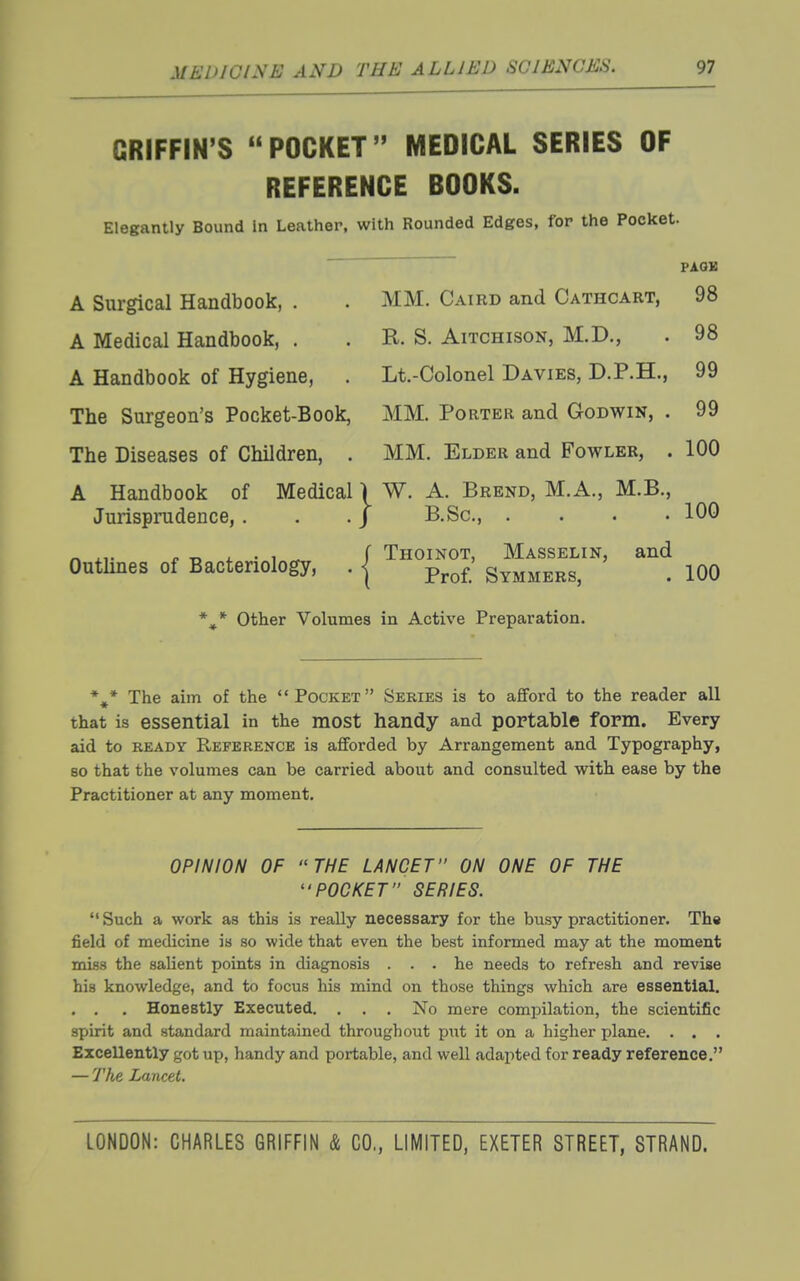 MEDICINE AND THE ALLIED SCIENCES. 97
GRIFFIN'S "POCKET" MEDICAL SERIES OF
REFERENCE BOOKS.
Elegantly Bound in Leather, with Rounded Edges, for the Pocket.
PAGE
A Surgical Handbook, . . MM. CAIRD and CATHCART, 98
A Medical Handbook, . . R. S. AITCHISON, M.D., . 98
A Handbook of Hygiene, . Lt.-Colonel DAVIES, D.P.H., 99
The Surgeon's Pocket-Book, MM. PORTER and GODWIN, . 99
The Diseases of Children, . MM. ELDER and FOWLER, . 100
A Handbook of Medical } W. A. BREND, M.A., M.B.,
Jurisprudence, . . . } B.Sc., . . . . 100
Outlines of Bacteriology, . { THOINOT, MASSELIN, and
Prof. SYMMERS, . 100
*** Other Volumes in Active Preparation.
*** The aim of the "POCKET" SERIES is to afford to the reader all
that is essential in the most handy and portable form. Every
aid to READY REFERENCE is afforded by Arrangement and Typography,
so that the volumes can be carried about and consulted with ease by the
Practitioner at any moment.
OPINION OF "THE LANCET" ON ONE OF THE
"POCKET" SERIES.
"Such a work as this is really necessary for the busy practitioner. The
field of medicine is so wide that even the best informed may at the moment
miss the salient points in diagnosis . . . he needs to refresh and revise
his knowledge, and to focus his mind on those things which are essential.
. . . Honestly Executed. . . . No mere compilation, the scientific
spirit and standard maintained throughout put it on a higher plane. . . .
Excellently got up, handy and portable, and well adapted for ready reference."
—The Lancet.
LONDON: CHARLES GRIFFIN & CO., LIMITED, EXETER STREET, STRAND.